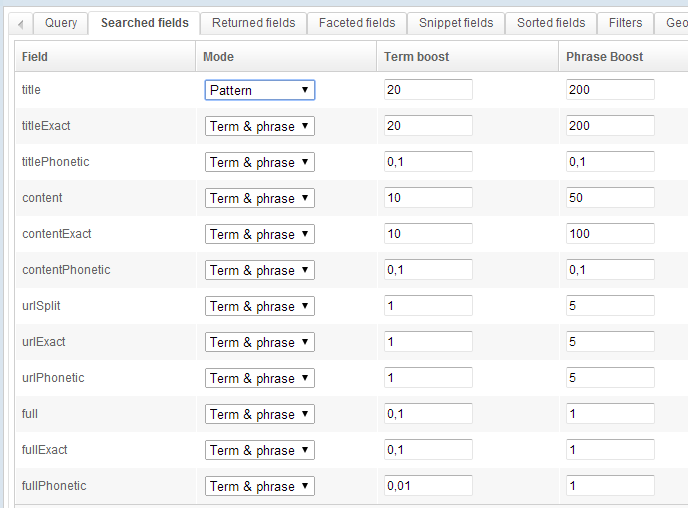 Query Searched fields Returned fields Faceted fields Snippet fields Sorted fields Filters Geo
Field Mode Term boost Phrase Boost
title Pattern 20 200
titleExact Term & phrase 20 200
titlePhonetic Term & phrase 0,1 0,1
content Term & phrase 10 50
contentExact Term & phrase 10 100
contentPhonetic Term & phrase 0,1 0,1
urlSplit Term & phrase 1 5
urlExact Term & phrase 1 5
urlPhonetic Term & phrase 1 5
full Term & phrase 0,1 1
fullExact Term & phrase 0,1 1
fullPhonetic Term & phrase 0,01 1